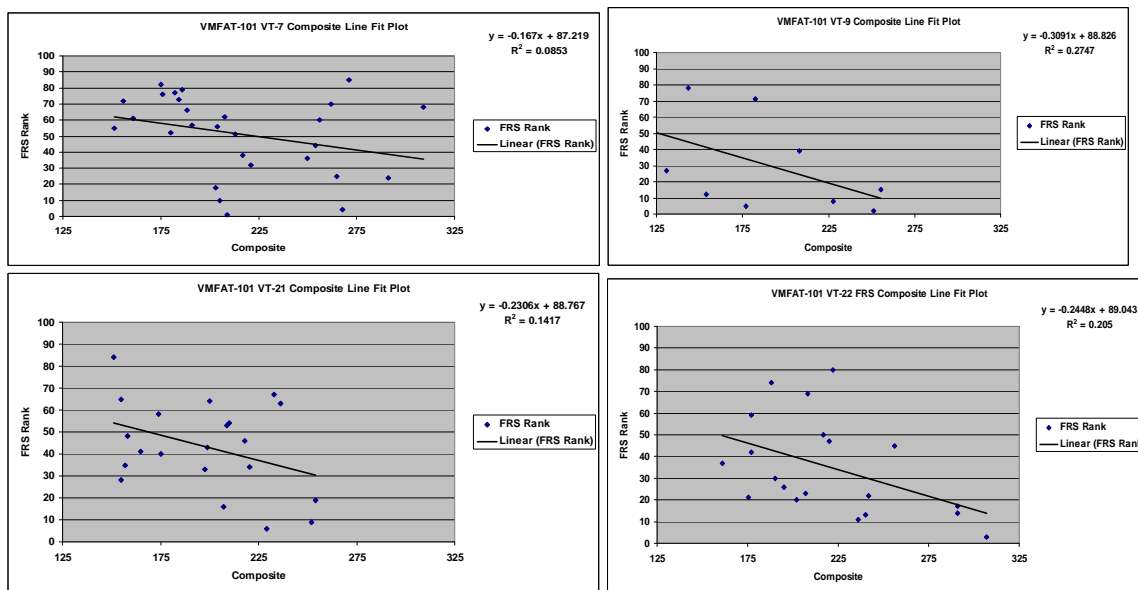 VMFAT-101 VT-7 Composite Line Fit Plot
y = -0.167x + 87.219
R² = 0.0853
100
90
80
70
60
50
40
30
20
10
0
FRS Rank
125 175 225 275 325
Composite
FRS Rank
Linear (FRS Rank)
VMFAT-101 VT-9 Composite Line Fit Plot
y = -0.3091x + 88.826
R² = 0.2747
100
90
80
70
60
50
40
30
20
10
0
FRS Rank
125 175 225 275 325
Composite
FRS Rank
Linear (FRS Rank)
VMFAT-101 VT-21 Composite Line Fit Plot
y = -0.2306x + 88.767
R² = 0.1417
100
90
80
70
60
50
40
30
20
10
0
FRS Rank
125 175 225 275 325
Composite
FRS Rank
Linear (FRS Rank)
VMFAT-101 VT-22 FRS Composite Line Fit Plot
y = -0.2448x + 89.043
R² = 0.205
100
90
80
70
60
50
40
30
20
10
0
FRS Rank
125 175 225 275 325
Composite
FRS Rank
Linear (FRS Rank)